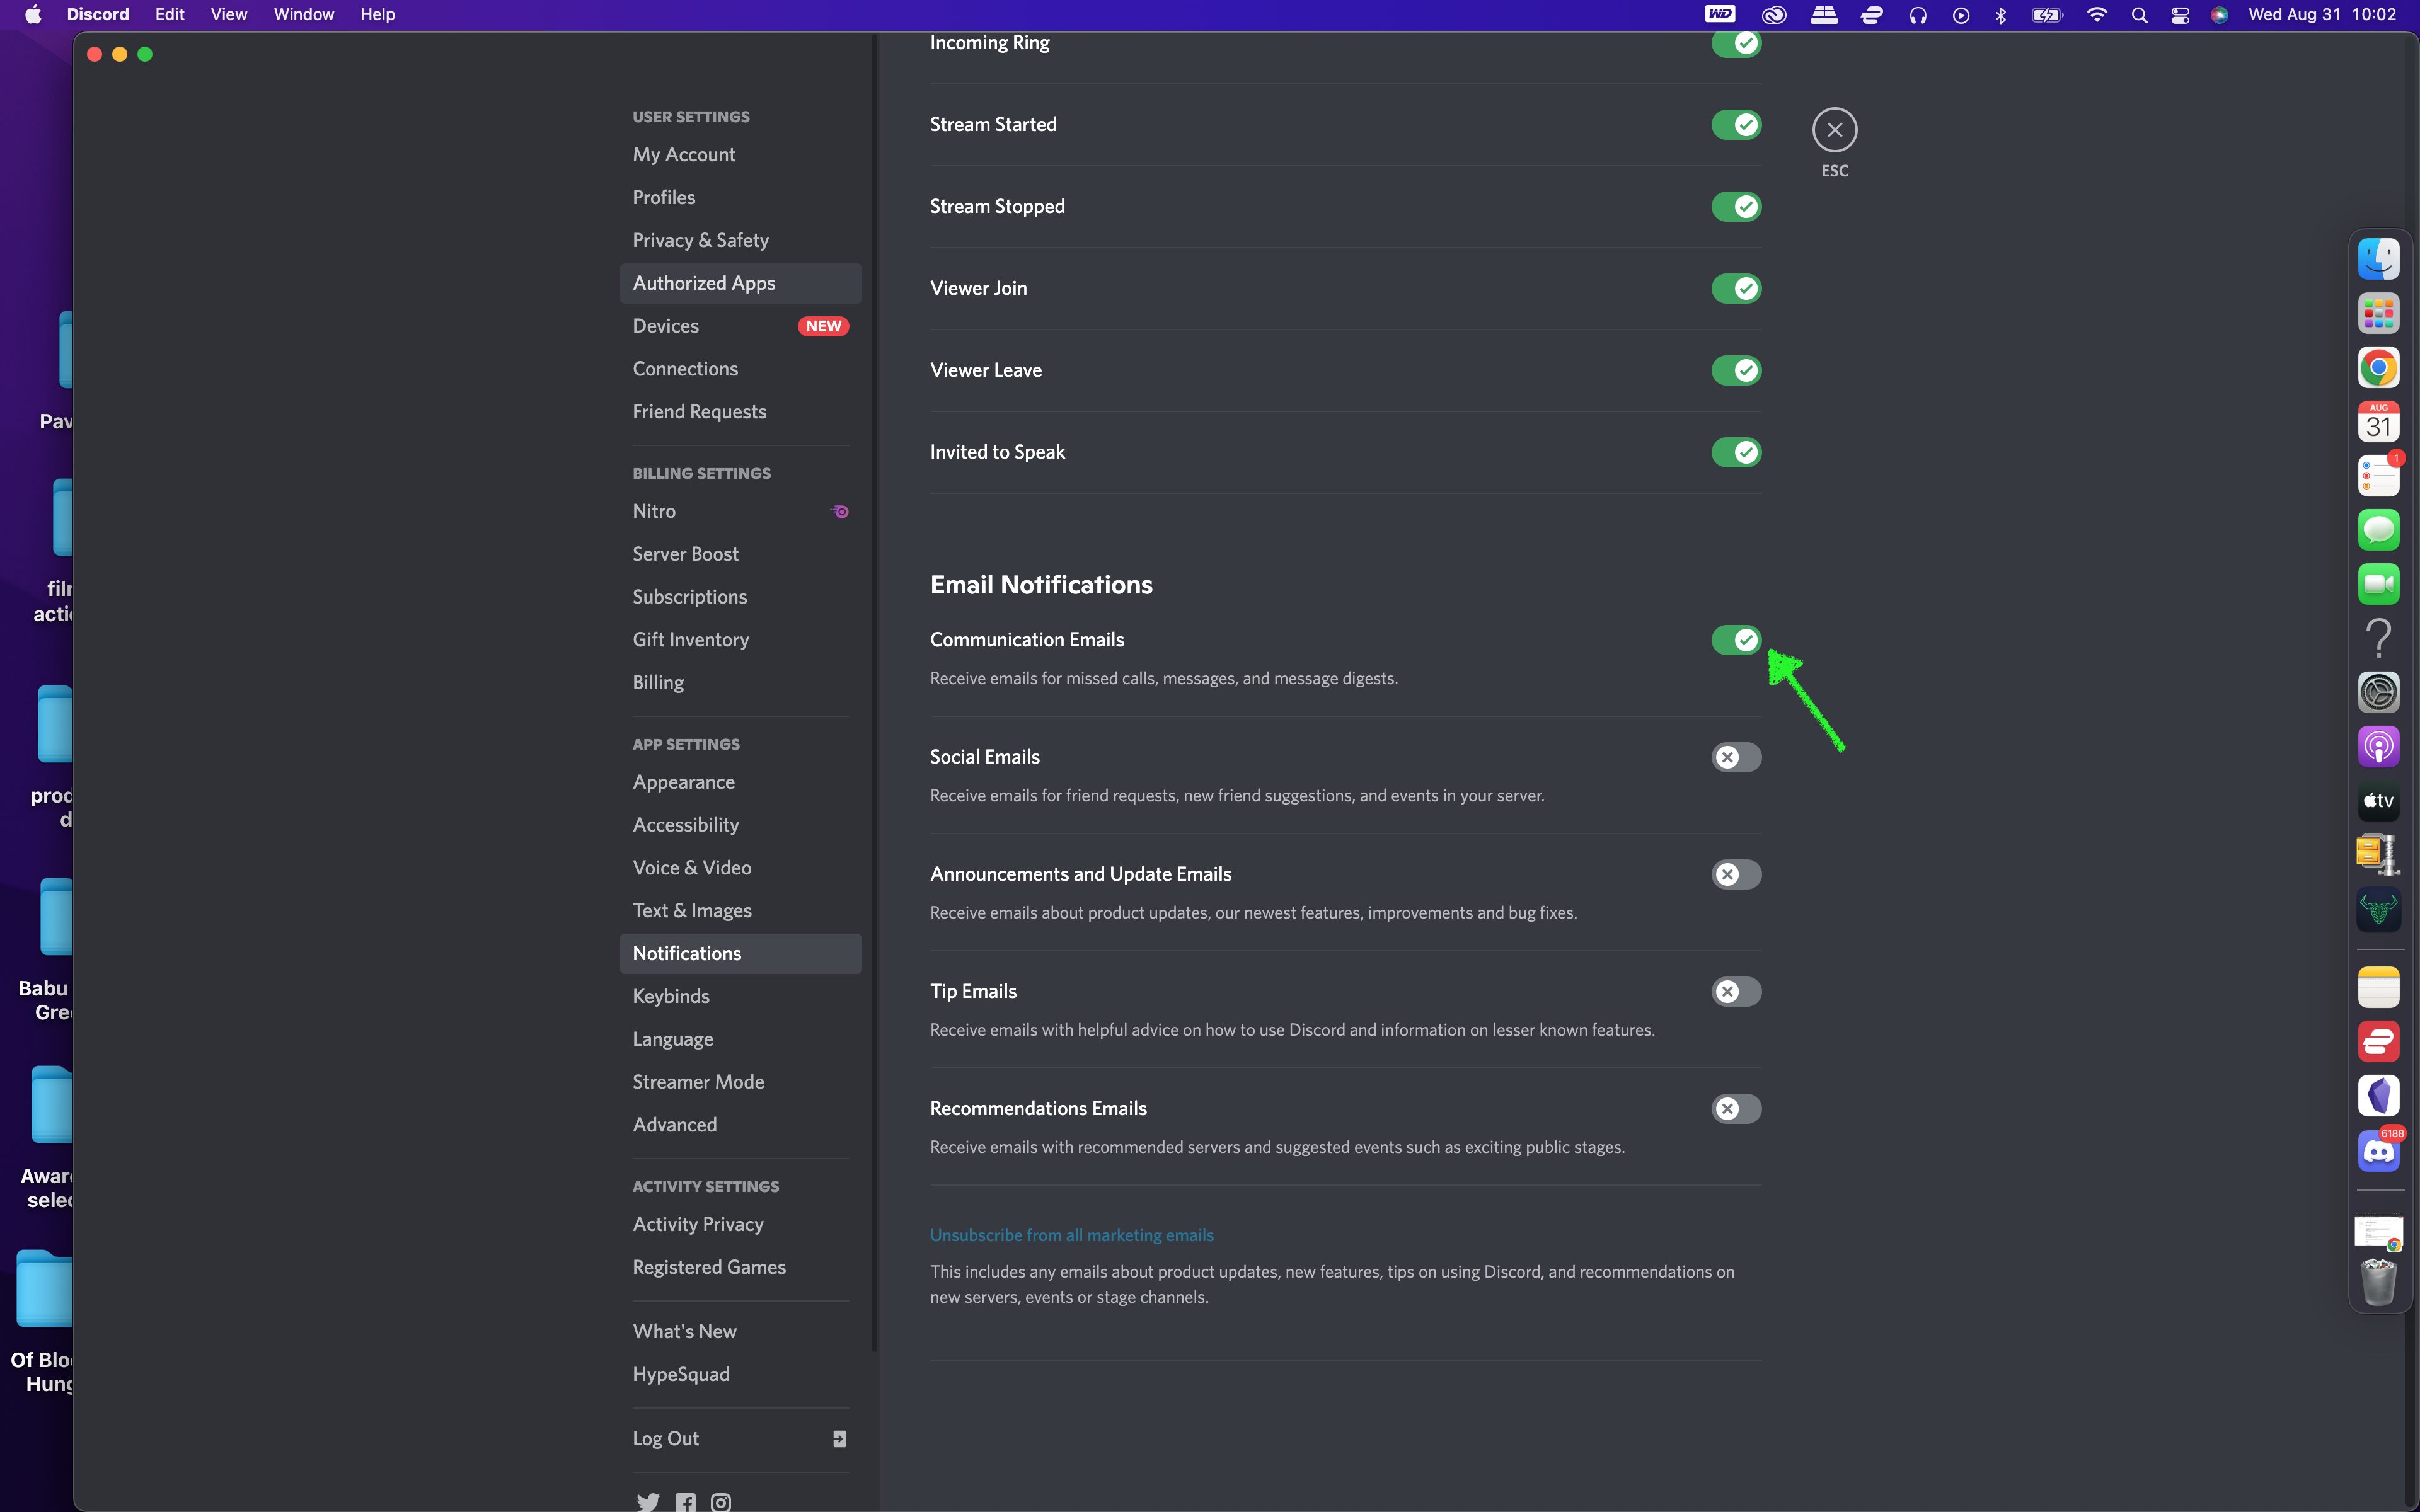 Discord Edit View Window Help
WD
Wed Aug 31 10:02
USER SETTINGS
My Account
Profiles
Privacy & Safety
Authorized Apps
Devices NEW
Connections
Friend Requests
BILLING SETTINGS
Nitro
Server Boost
Subscriptions
Gift Inventory
Billing
APP SETTINGS
Appearance
Accessibility
Voice & Video
Text & Images
Notifications
Keybinds
Language
Streamer Mode
Advanced
ACTIVITY SETTINGS
Activity Privacy
Registered Games
What's New
HypeSquad
Log Out
Incoming Ring
Stream Started
Stream Stopped
Viewer Join
Viewer Leave
Invited to Speak
Email Notifications
Communication Emails
Receive emails for missed calls, messages, and message digests.
Social Emails
Receive emails for friend requests, new friend suggestions, and events in your server.
Announcements and Update Emails
Receive emails about product updates, our newest features, improvements and bug fixes.
Tip Emails
Receive emails with helpful advice on how to use Discord and information on lesser known features.
Recommendations Emails
Receive emails with recommended servers and suggested events such as exciting public stages.
Unsubscribe from all marketing emails
This includes any emails about product updates, new features, tips on using Discord, and recommendations on
new servers, events or stage channels.
ESC
Pav
film
actic
prod
d
Babu
Gree
Award
selec
Of Bloo
Hung
AUG
31
1
tv
6188